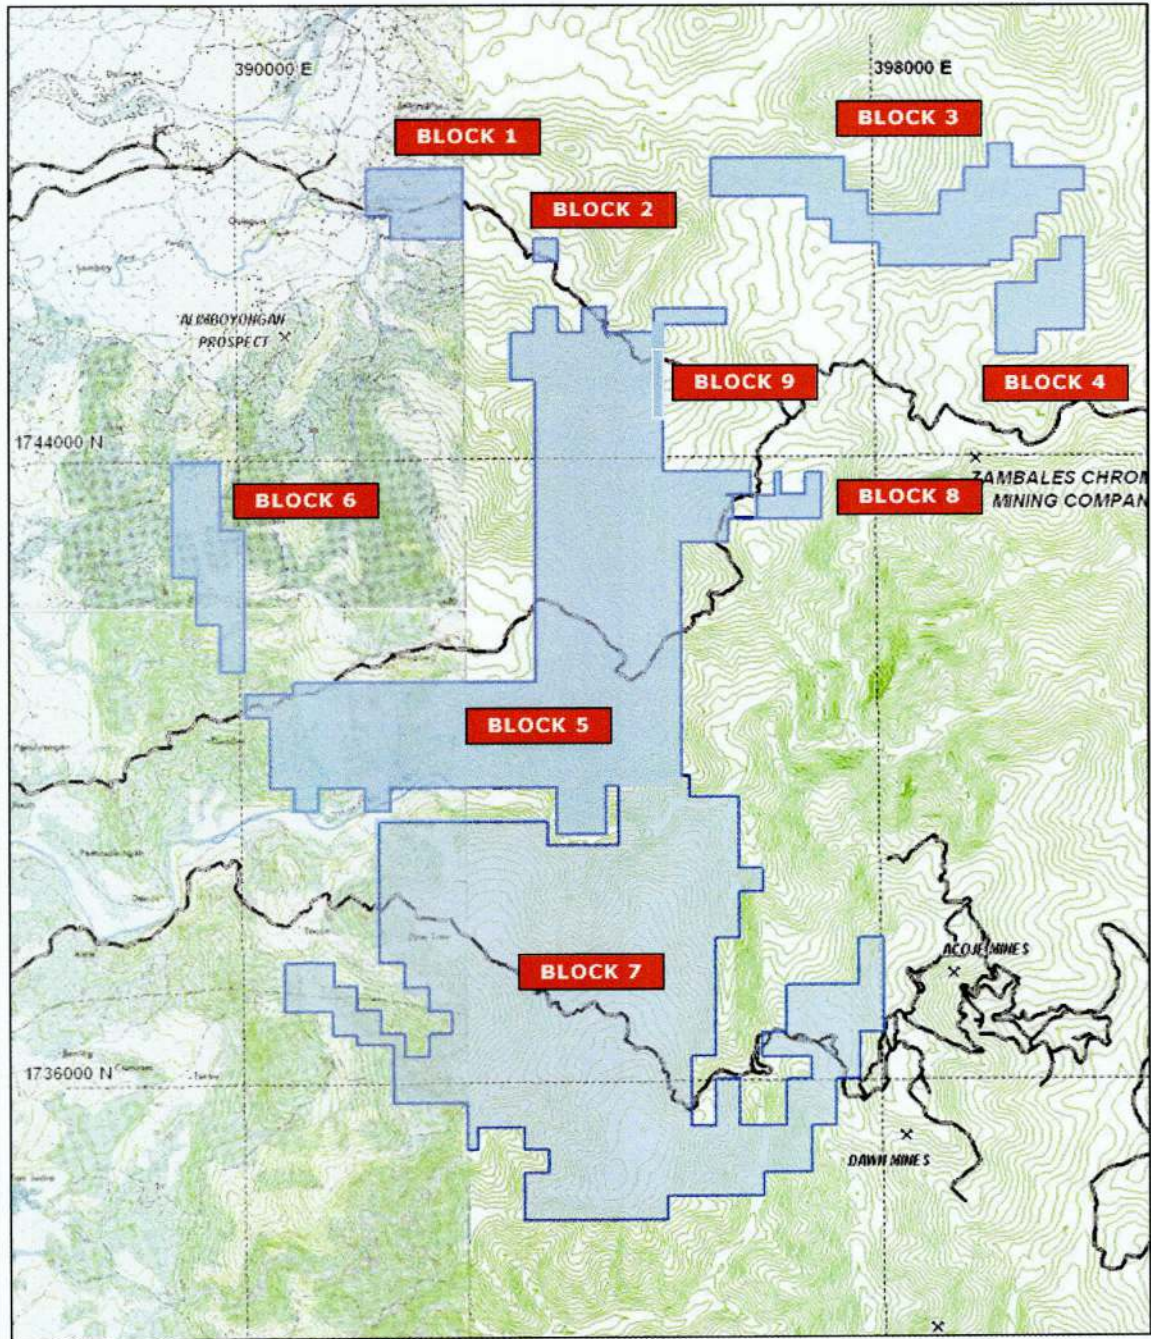 390000 E
398000 E
BLOCK 3
BLOCK 1
BLOCK 2
ALIMBOYONGAN
PROSPECT
BLOCK 9
BLOCK 4
1744000 N
ZAMBALES CHROM
MINING COMPAN
BLOCK 6
BLOCK 8
BLOCK 5
ACOJE MINES
BLOCK 7
1736000 N
DAWN MINES